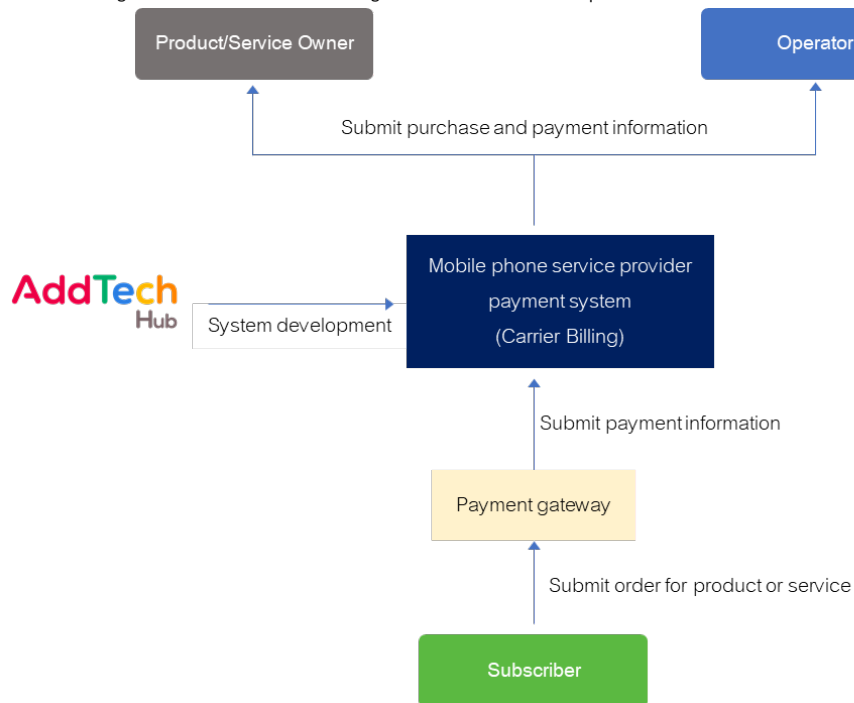 Product/Service Owner
Operator
Submit purchase and payment information
Mobile phone service provider
payment system
(Carrier Billing)
AddTech
Hub
System development
Submit payment information
Payment gateway
Submit order for product or service
Subscriber